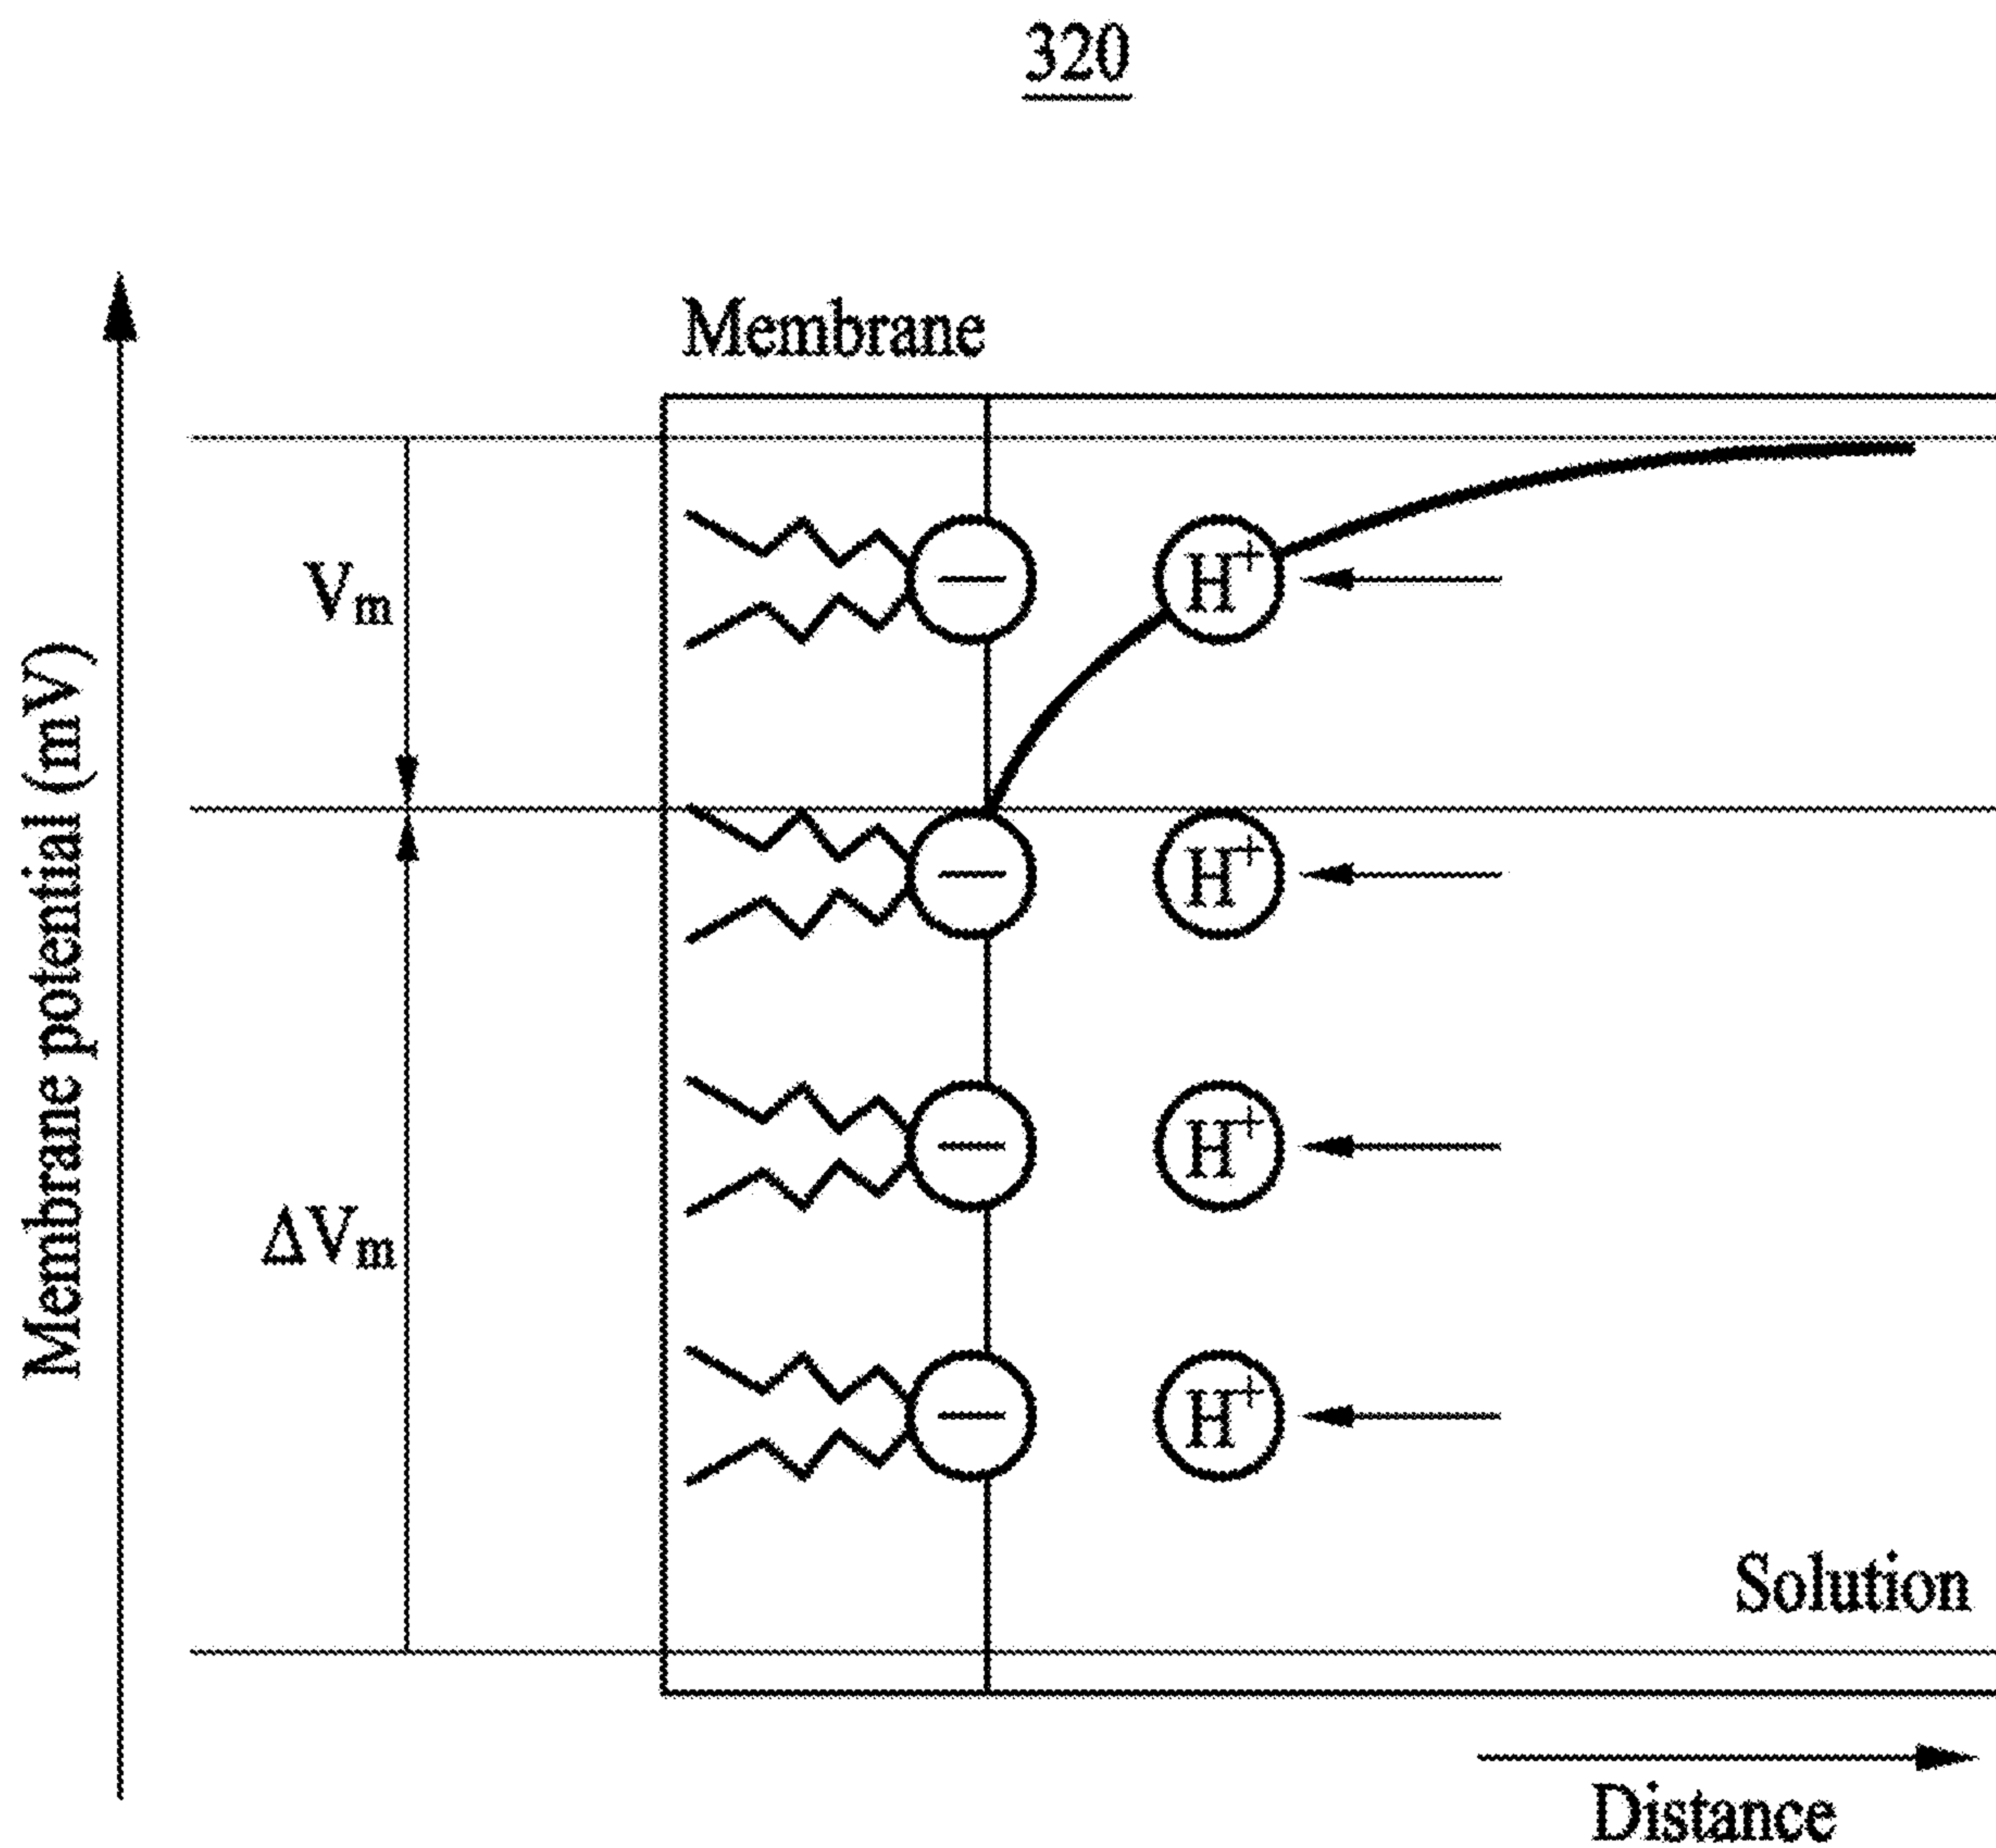 320
Membrane
Membrane potential (mV)
Vm
ΔVm
−
H+
−
H+
−
H+
−
H+
Solution
Distance